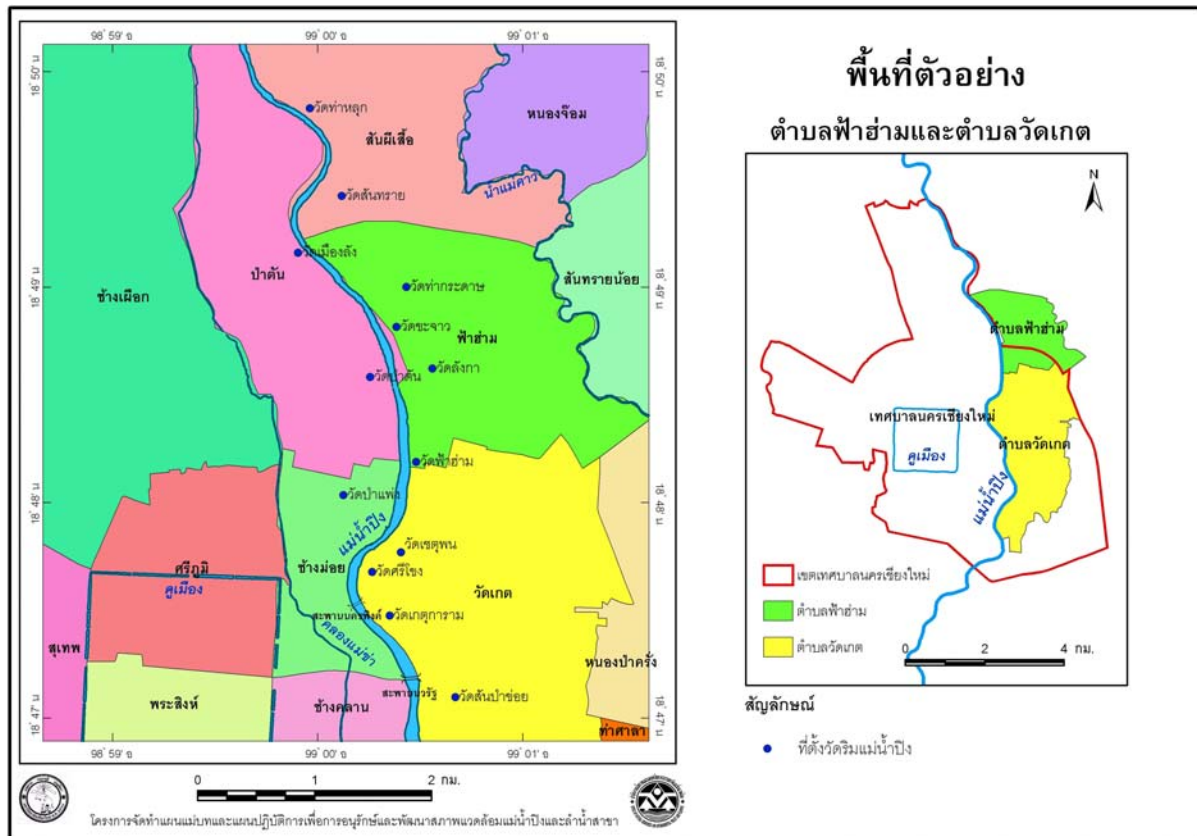 98° 59' อ
99° 00' อ
99° 01' อ
18° 50' น
18° 50' น
วัดท่าหลุก
สันผีเสื้อ
หนองจ๊อม
น้ำแม่คาว
วัดสันทราย
วัดเมืองลัง
ป่าตัน
วัดท่ากระดาษ
สันทรายน้อย
18° 49' น
18° 49' น
ช้างเผือก
วัดขะจาว
ฟ้าฮ่าม
วัดลังกา
วัดป่าตัน
วัดฟ้าฮ่าม
วัดป่าแพ่ง
18° 48' น
18° 48' น
แม่น้ำปิง
วัดเชตุพน
ศรีภูมิ
ช้างม่อย
วัดศรีโขง
วัดเกต
คูเมือง
สะพานนครพิงค์
วัดเกตุการาม
คลองแม่ข่า
สุเทพ
หนองป่าครั่ง
สะพานนวรัฐ
วัดสันป่าข่อย
พระสิงห์
ช้างคลาน
ท่าศาลา
18° 47' น
18° 47' น
98° 59' อ
99° 00' อ
99° 01' อ
0 1 2 กม.
โครงการจัดทำแผนแม่บทและแผนปฏิบัติการเพื่อการอนุรักษ์และพัฒนาสภาพแวดล้อมแม่น้ำปิงและลำน้ำสาขา
พื้นที่ตัวอย่าง
ตำบลฟ้าฮ่ามและตำบลวัดเกต
N
ตำบลฟ้าฮ่าม
เทศบาลนครเชียงใหม่
คูเมือง
ตำบลวัดเกต
แม่น้ำปิง
เขตเทศบาลนครเชียงใหม่
ตำบลฟ้าฮ่าม
ตำบลวัดเกต
0 2 4 กม.
สัญลักษณ์
ที่ตั้งวัดริมแม่น้ำปิง